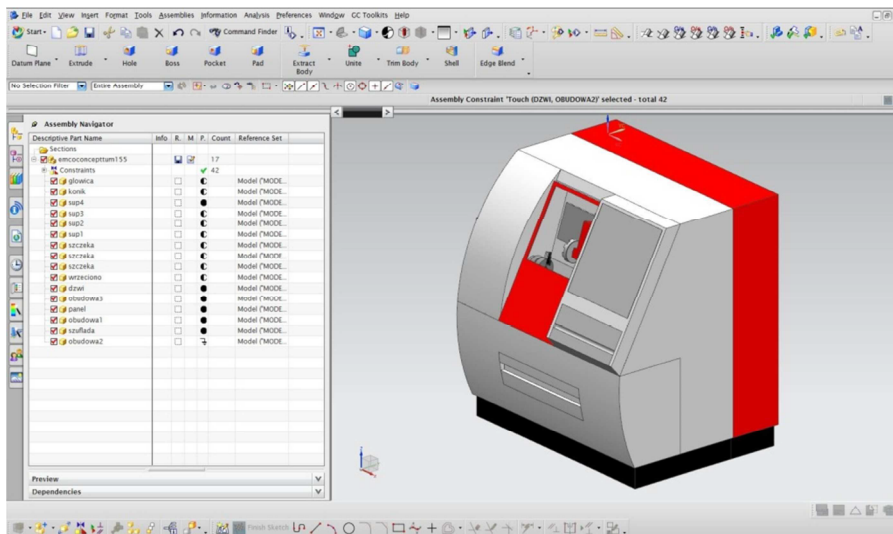 File Edit View Insert Format Tools Assemblies Information Analysis Preferences Window GC Toolkits Help
Start Command Finder
Datum Plane Extrude Hole Boss Pocket Pad Extract Body Unite Trim Body Shell Edge Blend
No Selection Filter Entire Assembly
Assembly Constraint 'Touch (DZWI, OBUDOWA2)' selected - total 42
Assembly Navigator
Descriptive Part Name Info R. M P. Count Reference Set
Sections
emcoconcepttum155 17
Constraints 42
glowica Model ("MODE...
konik Model ("MODE...
sup4 Model ("MODE...
sup3 Model ("MODE...
sup2 Model ("MODE...
sup1 Model ("MODE...
szczeka Model ("MODE...
szczeka Model ("MODE...
szczeka Model ("MODE...
wrzeciono Model ("MODE...
dzwi Model ("MODE...
obudowa3 Model ("MODE...
panel Model ("MODE...
obudowa1 Model ("MODE...
szuflada Model ("MODE...
obudowa2 Model ("MODE...
Preview
Dependencies
Finish Sketch